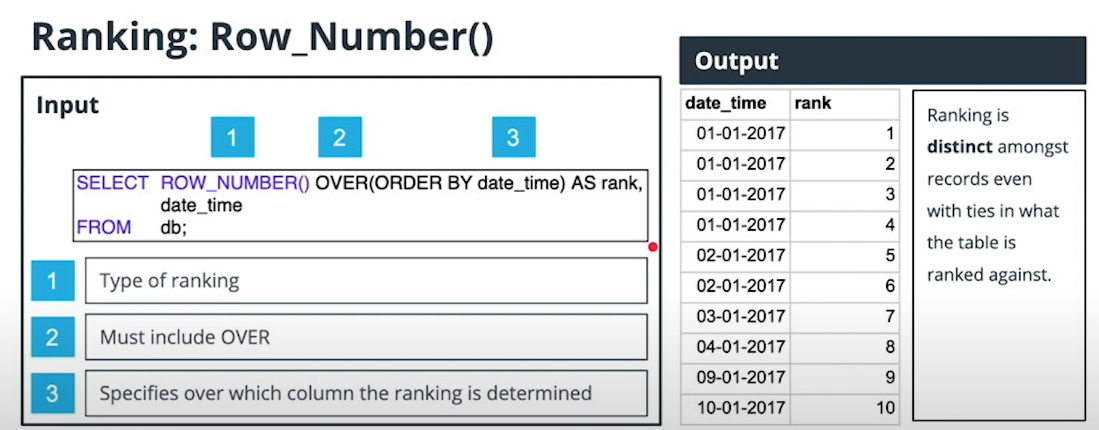 Ranking: Row_Number()
Input
1 2 3
SELECT ROW_NUMBER() OVER(ORDER BY date_time) AS rank,
date_time
FROM db;
1 Type of ranking
2 Must include OVER
3 Specifies over which column the ranking is determined
Output
date_time rank
01-01-2017 1
01-01-2017 2
01-01-2017 3
01-01-2017 4
02-01-2017 5
02-01-2017 6
03-01-2017 7
04-01-2017 8
09-01-2017 9
10-01-2017 10
Ranking is
distinct amongst
records even
with ties in what
the table is
ranked against.